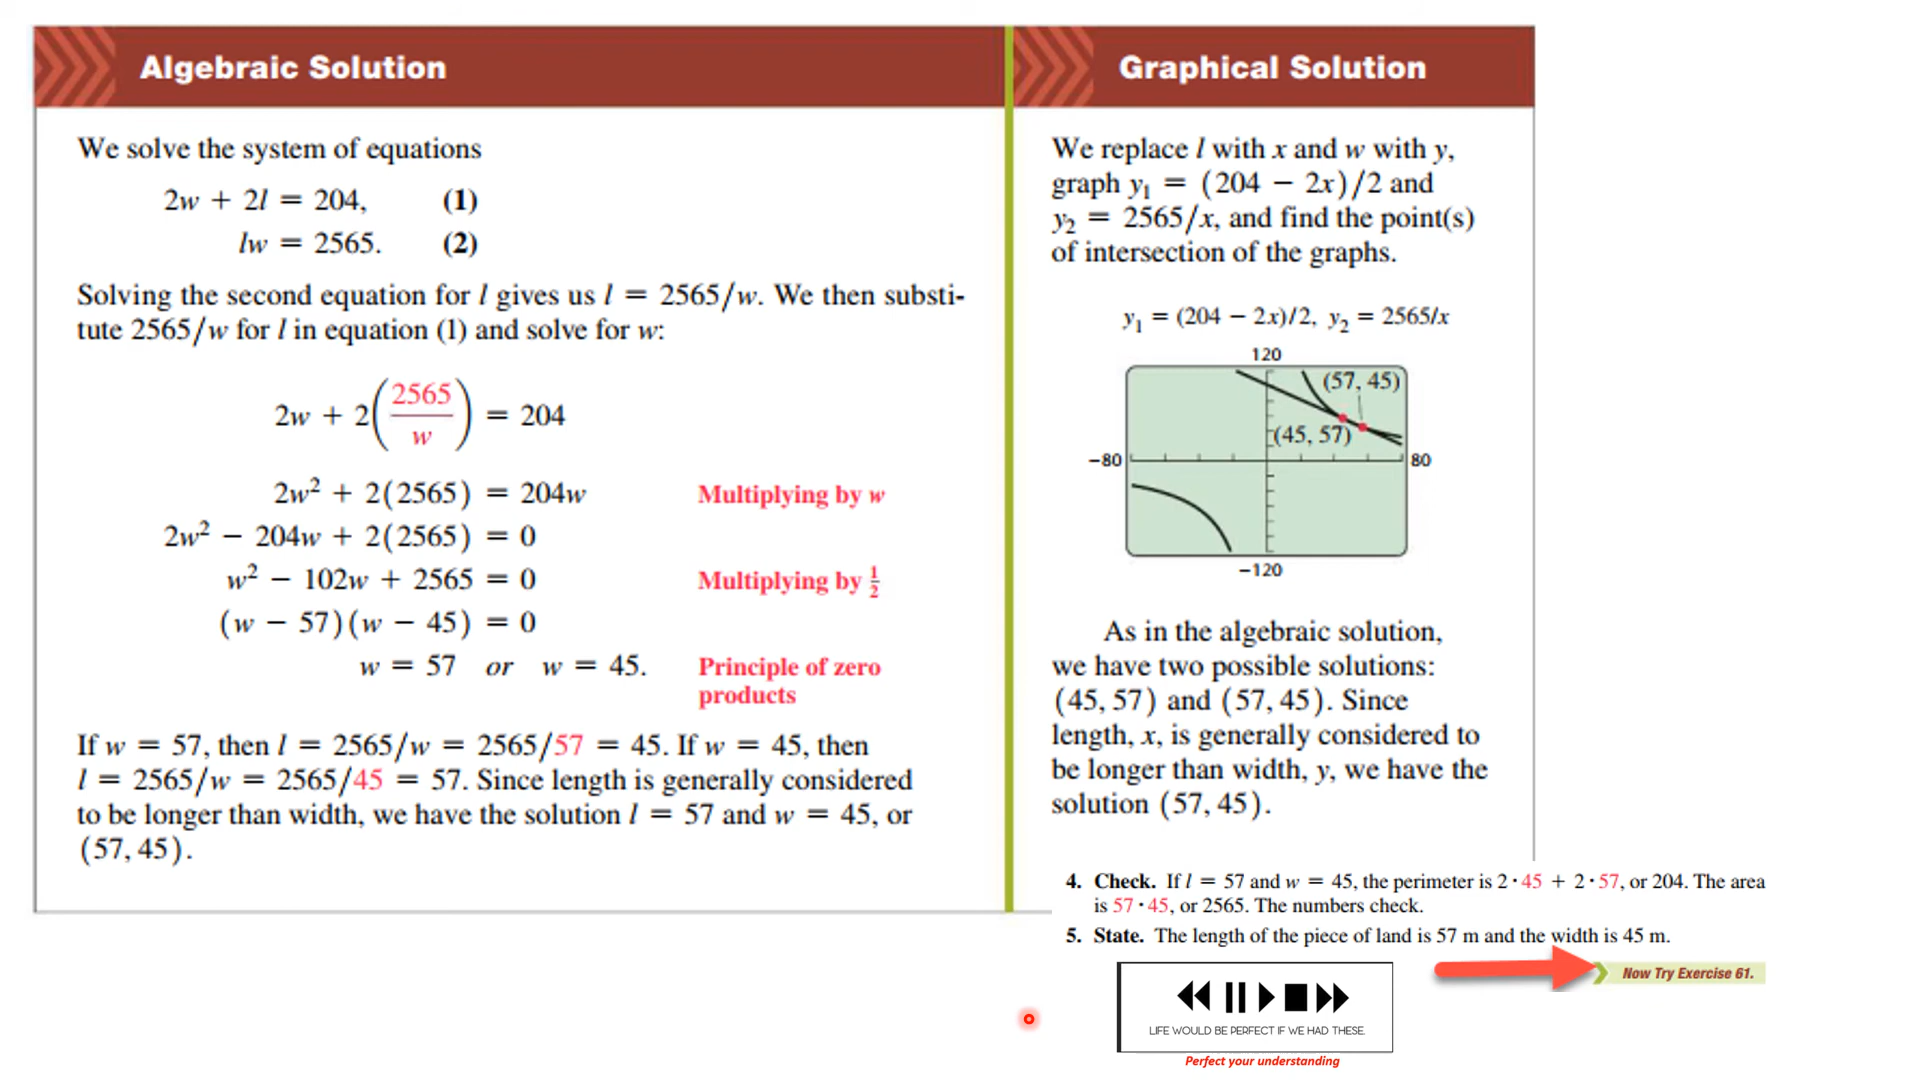 Algebraic Solution
We solve the system of equations
2w + 2l = 204, (1)
lw = 2565. (2)
Solving the second equation for l gives us l = 2565/w. We then substi-
tute 2565/w for l in equation (1) and solve for w:
2w + 2(2565/w) = 204
2w² + 2(2565) = 204w Multiplying by w
2w² − 204w + 2(2565) = 0
w² − 102w + 2565 = 0 Multiplying by 1/2
(w − 57)(w − 45) = 0
w = 57 or w = 45. Principle of zero
products
If w = 57, then l = 2565/w = 2565/57 = 45. If w = 45, then
l = 2565/w = 2565/45 = 57. Since length is generally considered
to be longer than width, we have the solution l = 57 and w = 45, or
(57, 45).
Graphical Solution
We replace l with x and w with y,
graph y₁ = (204 − 2x)/2 and
y₂ = 2565/x, and find the point(s)
of intersection of the graphs.
y₁ = (204 − 2x)/2, y₂ = 2565/x
120
(57, 45)
(45, 57)
−80 80
−120
As in the algebraic solution,
we have two possible solutions:
(45, 57) and (57, 45). Since
length, x, is generally considered to
be longer than width, y, we have the
solution (57, 45).
4. Check. If l = 57 and w = 45, the perimeter is 2 · 45 + 2 · 57, or 204. The area
is 57 · 45, or 2565. The numbers check.
5. State. The length of the piece of land is 57 m and the width is 45 m.
Now Try Exercise 61.
LIFE WOULD BE PERFECT IF WE HAD THESE.
Perfect your understanding